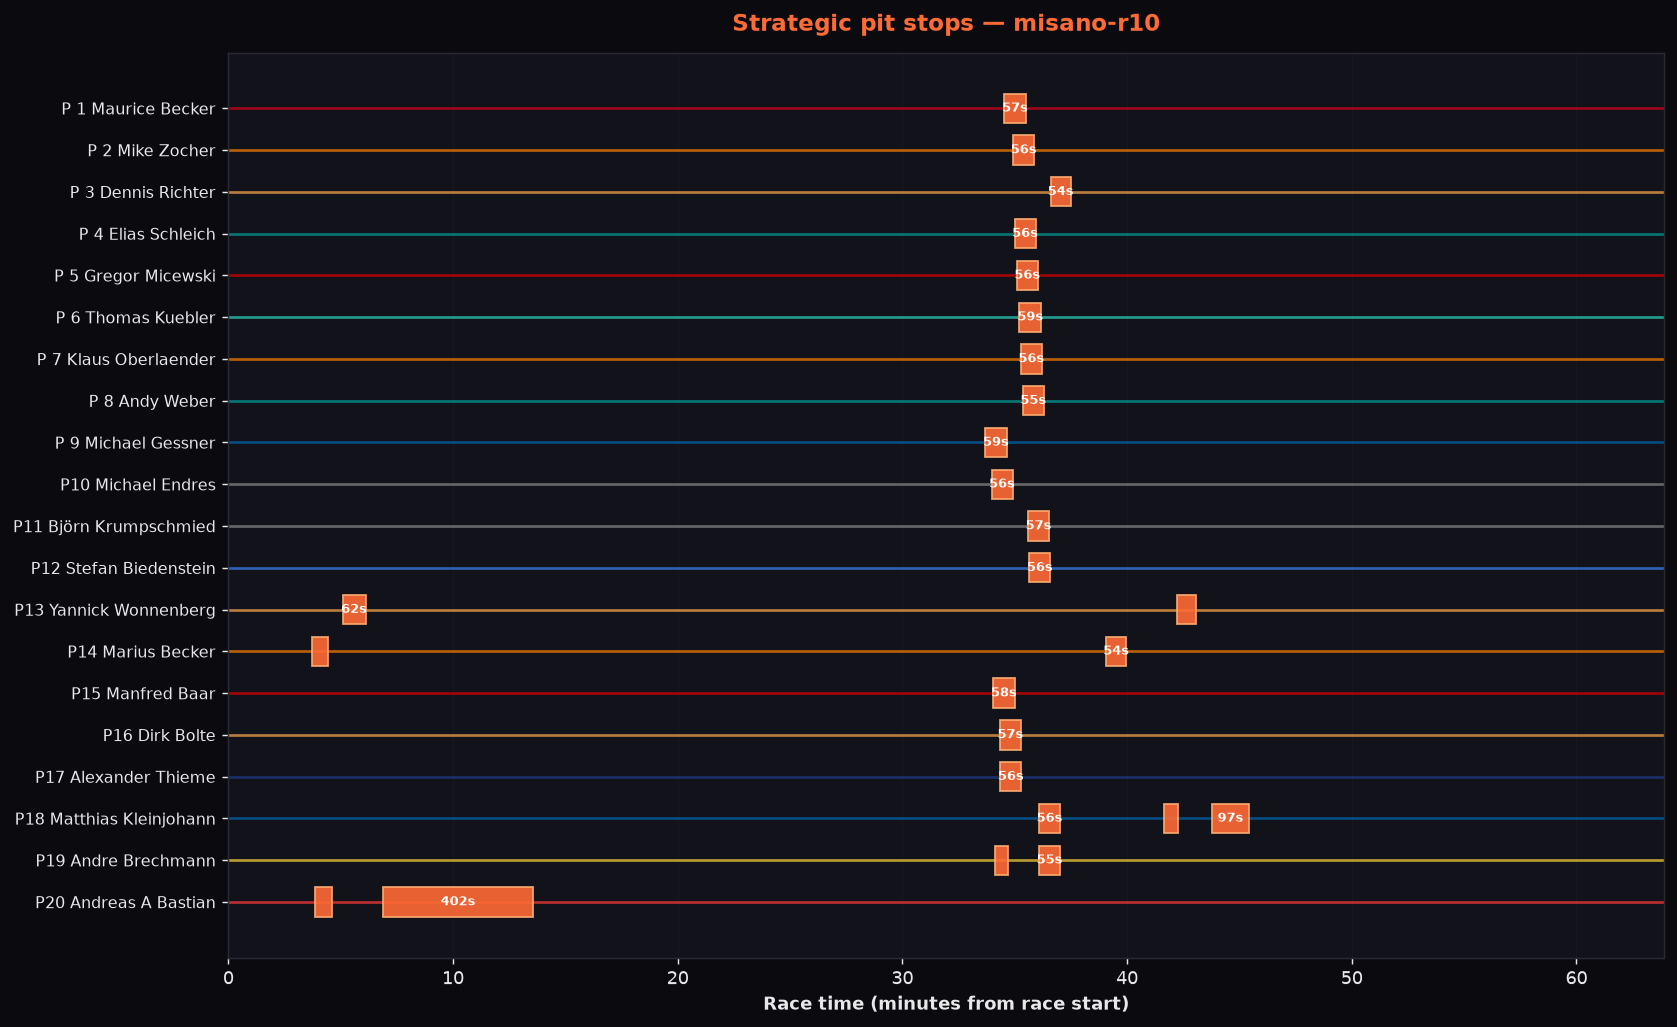 Strategic pit stops — misano-r10
P 1 Maurice Becker 57s
P 2 Mike Zocher 56s
P 3 Dennis Richter 54s
P 4 Elias Schleich 56s
P 5 Gregor Micewski 56s
P 6 Thomas Kuebler 59s
P 7 Klaus Oberlaender 56s
P 8 Andy Weber 55s
P 9 Michael Gessner 59s
P10 Michael Endres 56s
P11 Björn Krumpschmied 57s
P12 Stefan Biedenstein 56s
P13 Yannick Wonnenberg 62s
P14 Marius Becker 54s
P15 Manfred Baar 58s
P16 Dirk Bolte 57s
P17 Alexander Thieme 56s
P18 Matthias Kleinjohann 56s 97s
P19 Andre Brechmann 55s
P20 Andreas A Bastian 402s
0 10 20 30 40 50 60
Race time (minutes from race start)